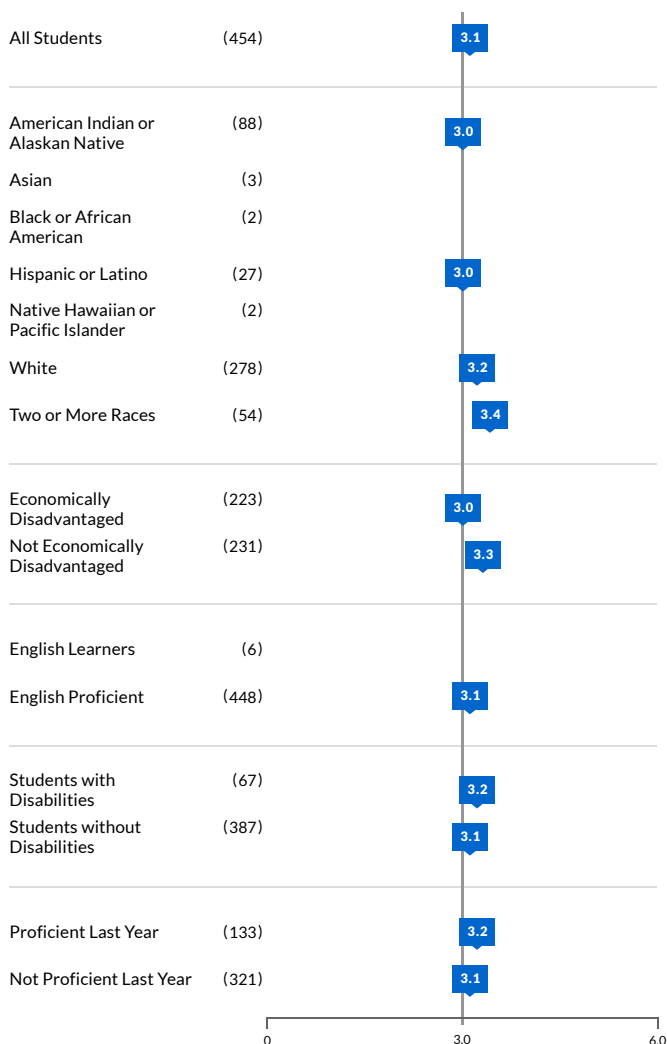 All Students (454) 3.1
American Indian or
Alaskan Native (88) 3.0
Asian (3)
Black or African
American (2)
Hispanic or Latino (27) 3.0
Native Hawaiian or
Pacific Islander (2)
White (278) 3.2
Two or More Races (54) 3.4
Economically
Disadvantaged (223) 3.0
Not Economically
Disadvantaged (231) 3.3
English Learners (6)
English Proficient (448) 3.1
Students with
Disabilities (67) 3.2
Students without
Disabilities (387) 3.1
Proficient Last Year (133) 3.2
Not Proficient Last Year (321) 3.1
0 3.0 6.0